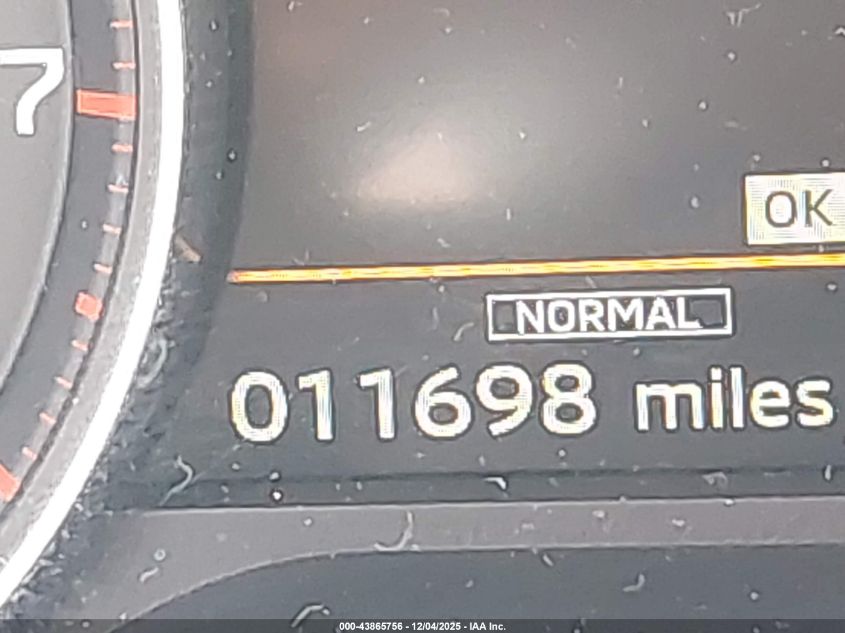 7
OK
NORMAL
011698 miles
000-43865756 - 12/04/2025 - IAA Inc.